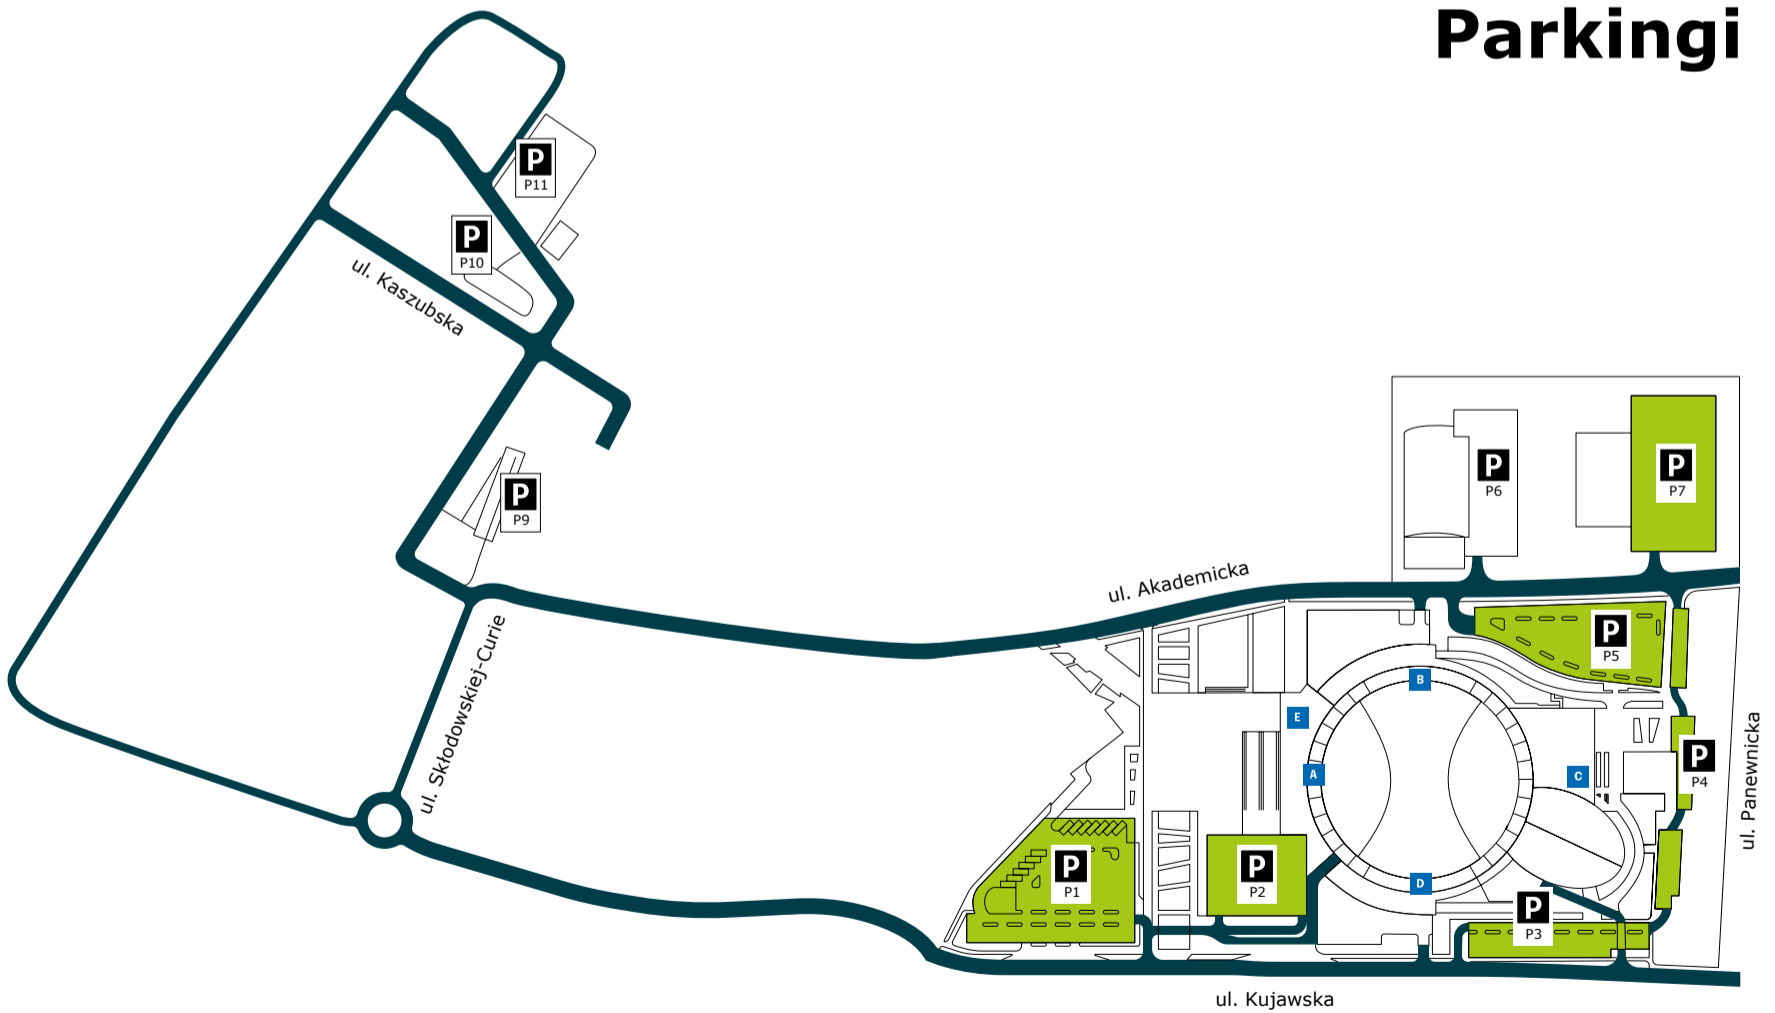 Parkingi
P
P11
P
P10
ul. Kaszubska
P
P9
P
P6
P
P7
ul. Akademicka
ul. Skłodowskiej-Curie
P
P5
B
E
A
C
P
P4
ul. Panewnicka
P
P1
P
P2
D
P
P3
ul. Kujawska